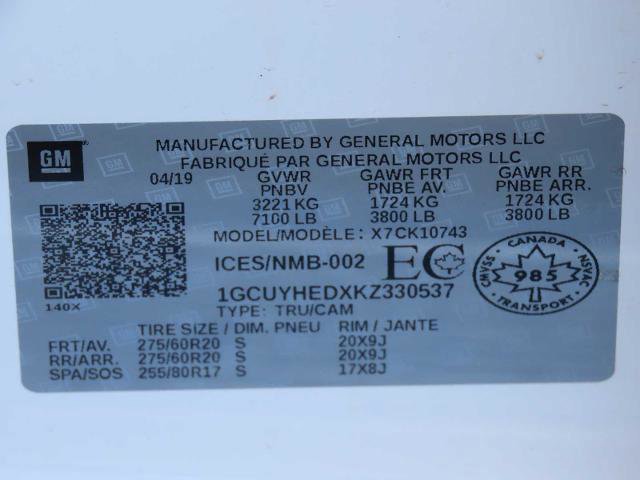 GM
MANUFACTURED BY GENERAL MOTORS LLC
FABRIQUÉ PAR GENERAL MOTORS LLC
04/19 GVWR GAWR FRT GAWR RR
PNBV PNBE AV. PNBE ARR.
3221 KG 1724 KG 1724 KG
7100 LB 3800 LB 3800 LB
MODEL/MODÈLE: X7CK10743
140X
ICES/NMB-002 EC
CANADA
CMVSS 985 NSVAC
TRANSPORT
1GCUYHEDXKZ330537
TYPE: TRU/CAM
TIRE SIZE / DIM. PNEU RIM / JANTE
FRT/AV. 275/60R20 S 20X9J
RR/ARR. 275/60R20 S 20X9J
SPA/SOS 255/80R17 S 17X8J